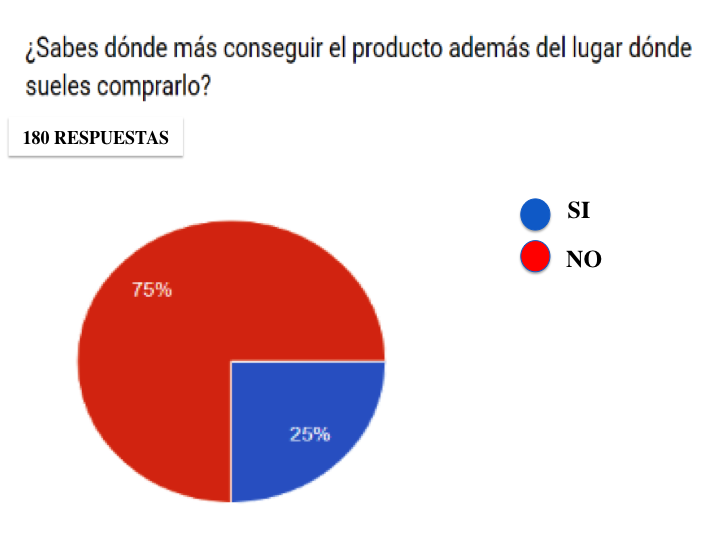 ¿Sabes dónde más conseguir el producto además del lugar dónde
sueles comprarlo?
180 RESPUESTAS
SI
NO
75%
25%